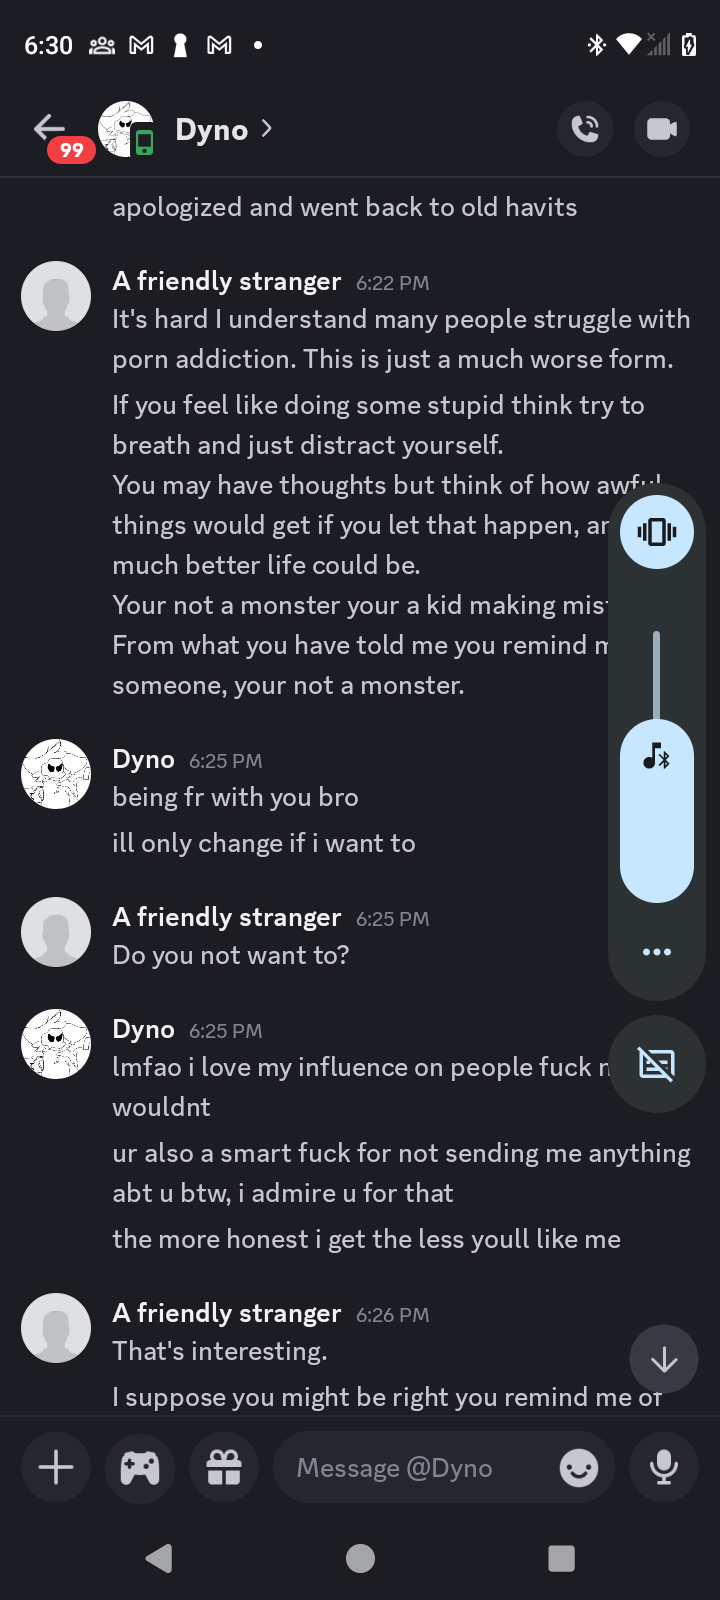 6:30
99
Dyno
apologized and went back to old havits
A friendly stranger 6:22 PM
It's hard I understand many people struggle with
porn addiction. This is just a much worse form.
If you feel like doing some stupid think try to
breath and just distract yourself.
You may have thoughts but think of how awful
things would get if you let that happen,
much better life could be.
Your not a monster your a kid making
From what you have told me you remind
someone, your not a monster.
Dyno 6:25 PM
being fr with you bro
ill only change if i want to
A friendly stranger 6:25 PM
Do you not want to?
Dyno 6:25 PM
lmfao i love my influence on people fuck
wouldnt
ur also a smart fuck for not sending me anything
abt u btw, i admire u for that
the more honest i get the less youll like me
A friendly stranger 6:26 PM
That's interesting.
I suppose you might be right you remind me of
Message @Dyno